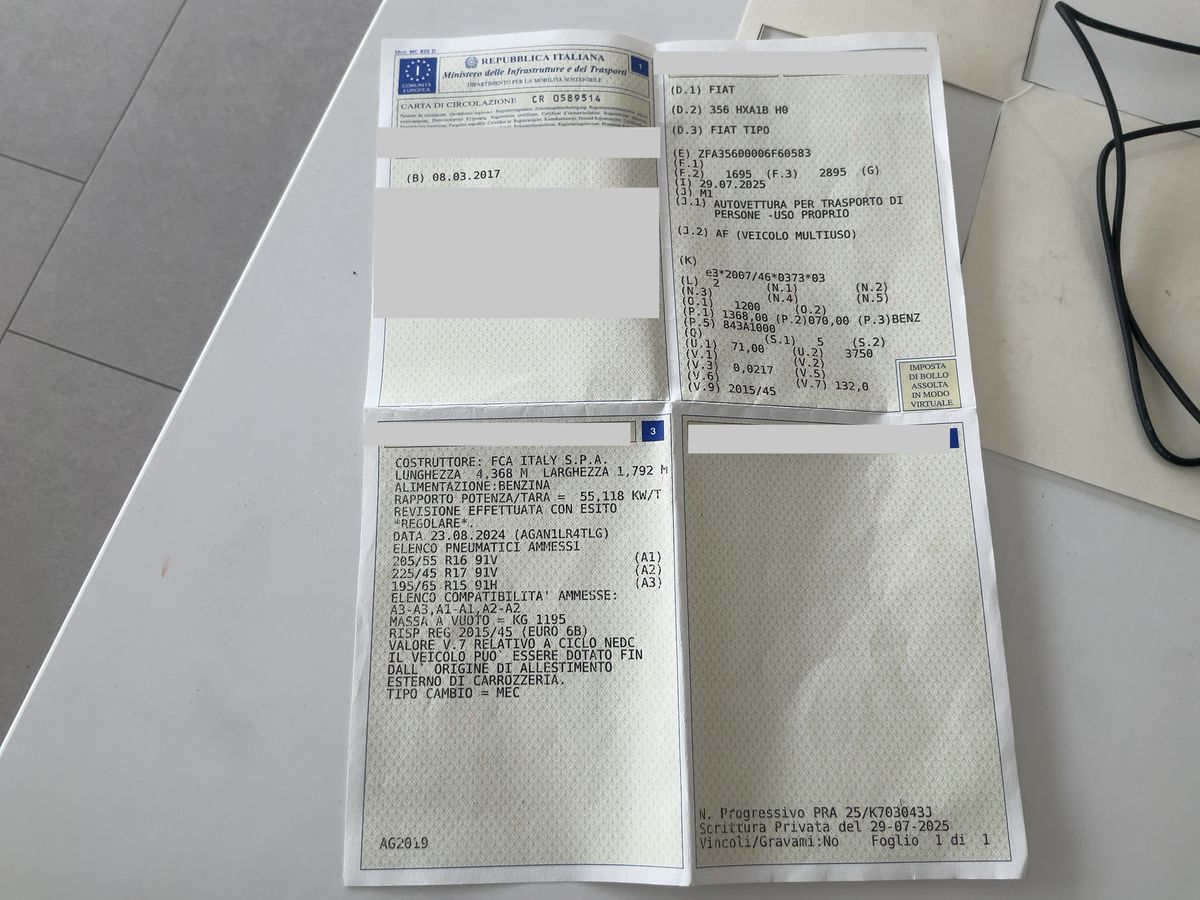 Mod. MC 820 D
REPUBBLICA ITALIANA
Ministero delle Infrastrutture e dei Trasporti
DIPARTIMENTO PER LA MOBILITÀ SOSTENIBILE
COMUNITÀ EUROPEA
1
CARTA DI CIRCOLAZIONE CR 0589514
(B) 08.03.2017
(D.1) FIAT
(D.2) 356 HXA1B H0
(D.3) FIAT TIPO
(E) ZFA35600006F60583
(F.1)
(F.2) 1695 (F.3) 2895 (G)
(I) 29.07.2025
(J) M1
(J.1) AUTOVETTURA PER TRASPORTO DI
PERSONE -USO PROPRIO
(J.2) AF (VEICOLO MULTIUSO)
(K)
e3*2007/46*0373*03
(L) 2 (N.1) (N.2)
(N.3) (N.4) (N.5)
(O.1) 1200 (O.2)
(P.1) 1368,00 (P.2)070,00 (P.3)BENZ
(P.5) 843A1000
(Q) (S.1) 5 (S.2)
(U.1) 71,00 (U.2) 3750
(V.1) (V.2)
(V.3) 0,0217 (V.5)
(V.6) (V.7) 132,0
(V.9) 2015/45
IMPOSTA
DI BOLLO
ASSOLTA
IN MODO
VIRTUALE
3
COSTRUTTORE: FCA ITALY S.P.A.
LUNGHEZZA 4,368 M LARGHEZZA 1,792 M
ALIMENTAZIONE:BENZINA
RAPPORTO POTENZA/TARA = 55,118 KW/T
REVISIONE EFFETTUATA CON ESITO
*REGOLARE*.
DATA 23.08.2024 (AGAN1LR4TLG)
ELENCO PNEUMATICI AMMESSI
205/55 R16 91V (A1)
225/45 R17 91V (A2)
195/65 R15 91H (A3)
ELENCO COMPATIBILITA' AMMESSE:
A3-A3,A1-A1,A2-A2
MASSA A VUOTO = KG 1195
RISP REG 2015/45 (EURO 6B)
VALORE V.7 RELATIVO A CICLO NEDC
IL VEICOLO PUO' ESSERE DOTATO FIN
DALL' ORIGINE DI ALLESTIMENTO
ESTERNO DI CARROZZERIA.
TIPO CAMBIO = MEC
AG2019
N. Progressivo PRA 25/K703043J
Scrittura Privata del 29-07-2025
Vincoli/Gravami:No Foglio 1 di 1